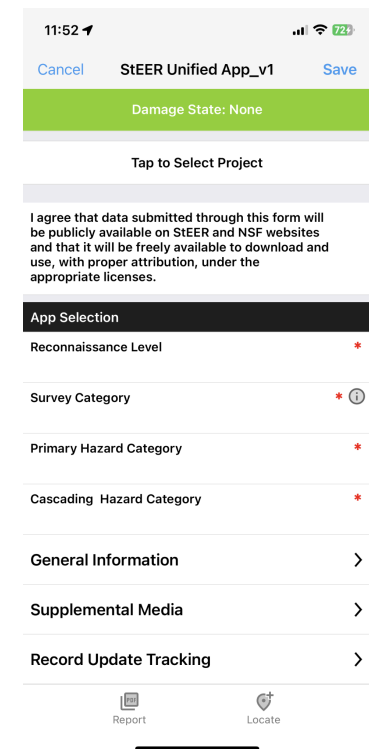 11:52
72
Cancel StEER Unified App_v1 Save
Damage State: None
Tap to Select Project
I agree that data submitted through this form will
be publicly available on StEER and NSF websites
and that it will be freely available to download and
use, with proper attribution, under the
appropriate licenses.
App Selection
Reconnaissance Level *
Survey Category *
Primary Hazard Category *
Cascading Hazard Category *
General Information
Supplemental Media
Record Update Tracking
PDF
Report Locate